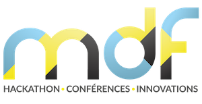 mdf
HACKATHON · CONFÉRENCES · INNOVATIONS